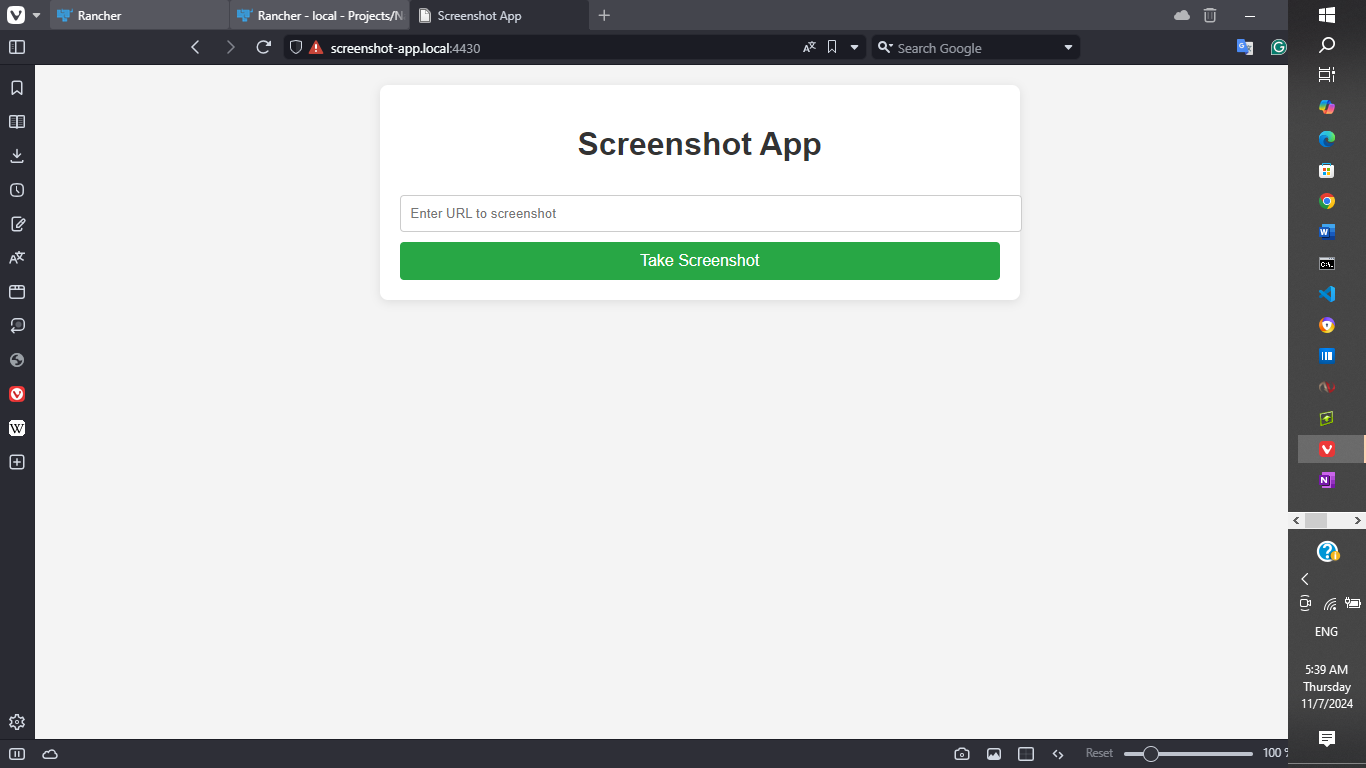 Rancher
Rancher - local - Projects/N
Screenshot App
screenshot-app.local:4430
Search Google
Screenshot App
Enter URL to screenshot
Take Screenshot
ENG
5:39 AM
Thursday
11/7/2024
Reset
100 %